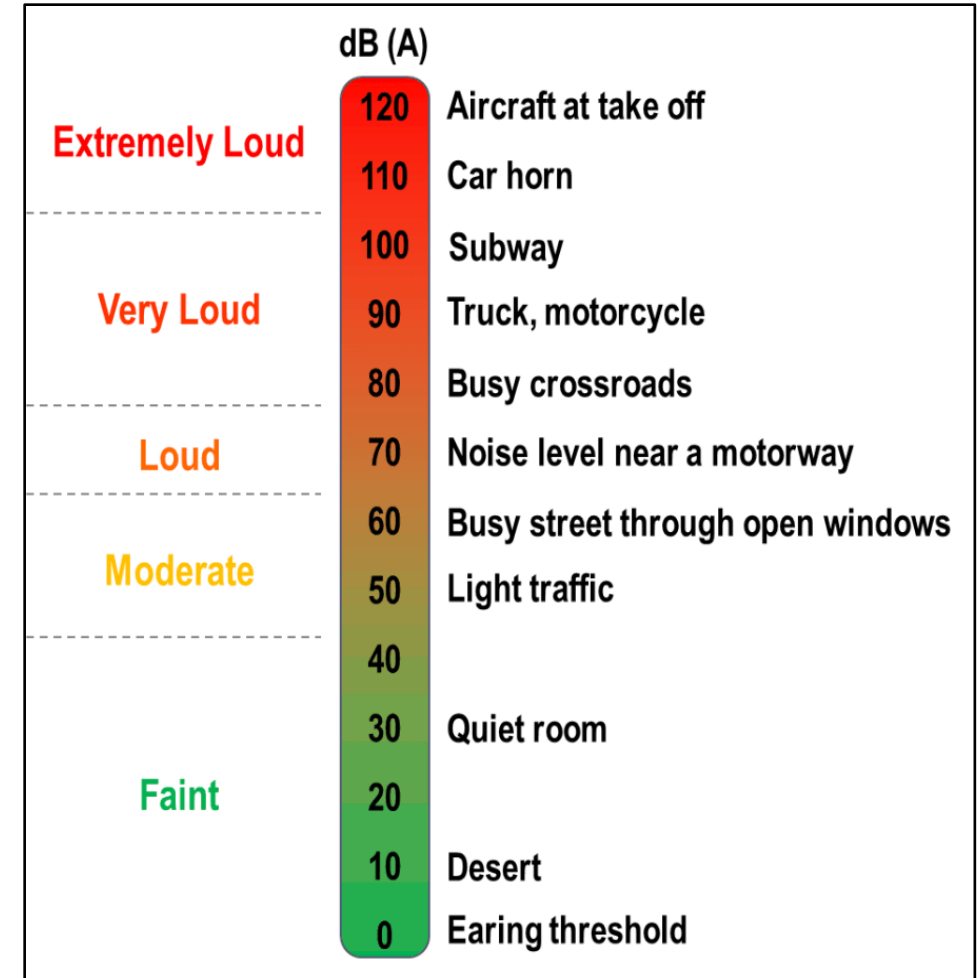 dB (A)
Extremely Loud
120 Aircraft at take off
110 Car horn
Very Loud
100 Subway
90 Truck, motorcycle
80 Busy crossroads
Loud
70 Noise level near a motorway
Moderate
60 Busy street through open windows
50 Light traffic
Faint
40
30 Quiet room
20
10 Desert
0 Earing threshold